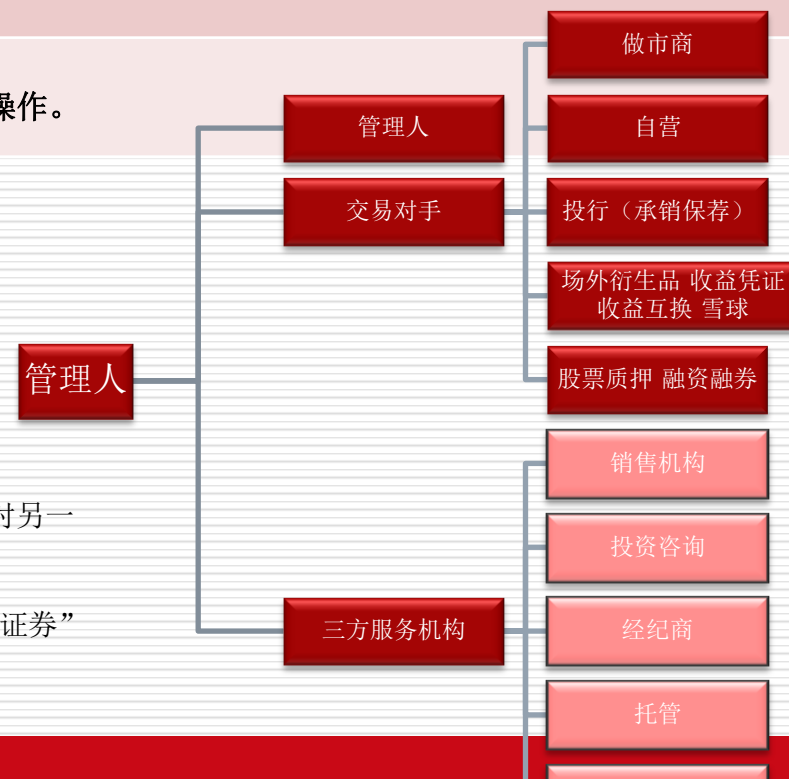 操作。
管理人
管理人
交易对手
做市商
自营
投行（承销保荐）
场外衍生品 收益凭证
收益互换 雪球
股票质押 融资融券
三方服务机构
销售机构
投资咨询
经纪商
托管
对另一
证券”